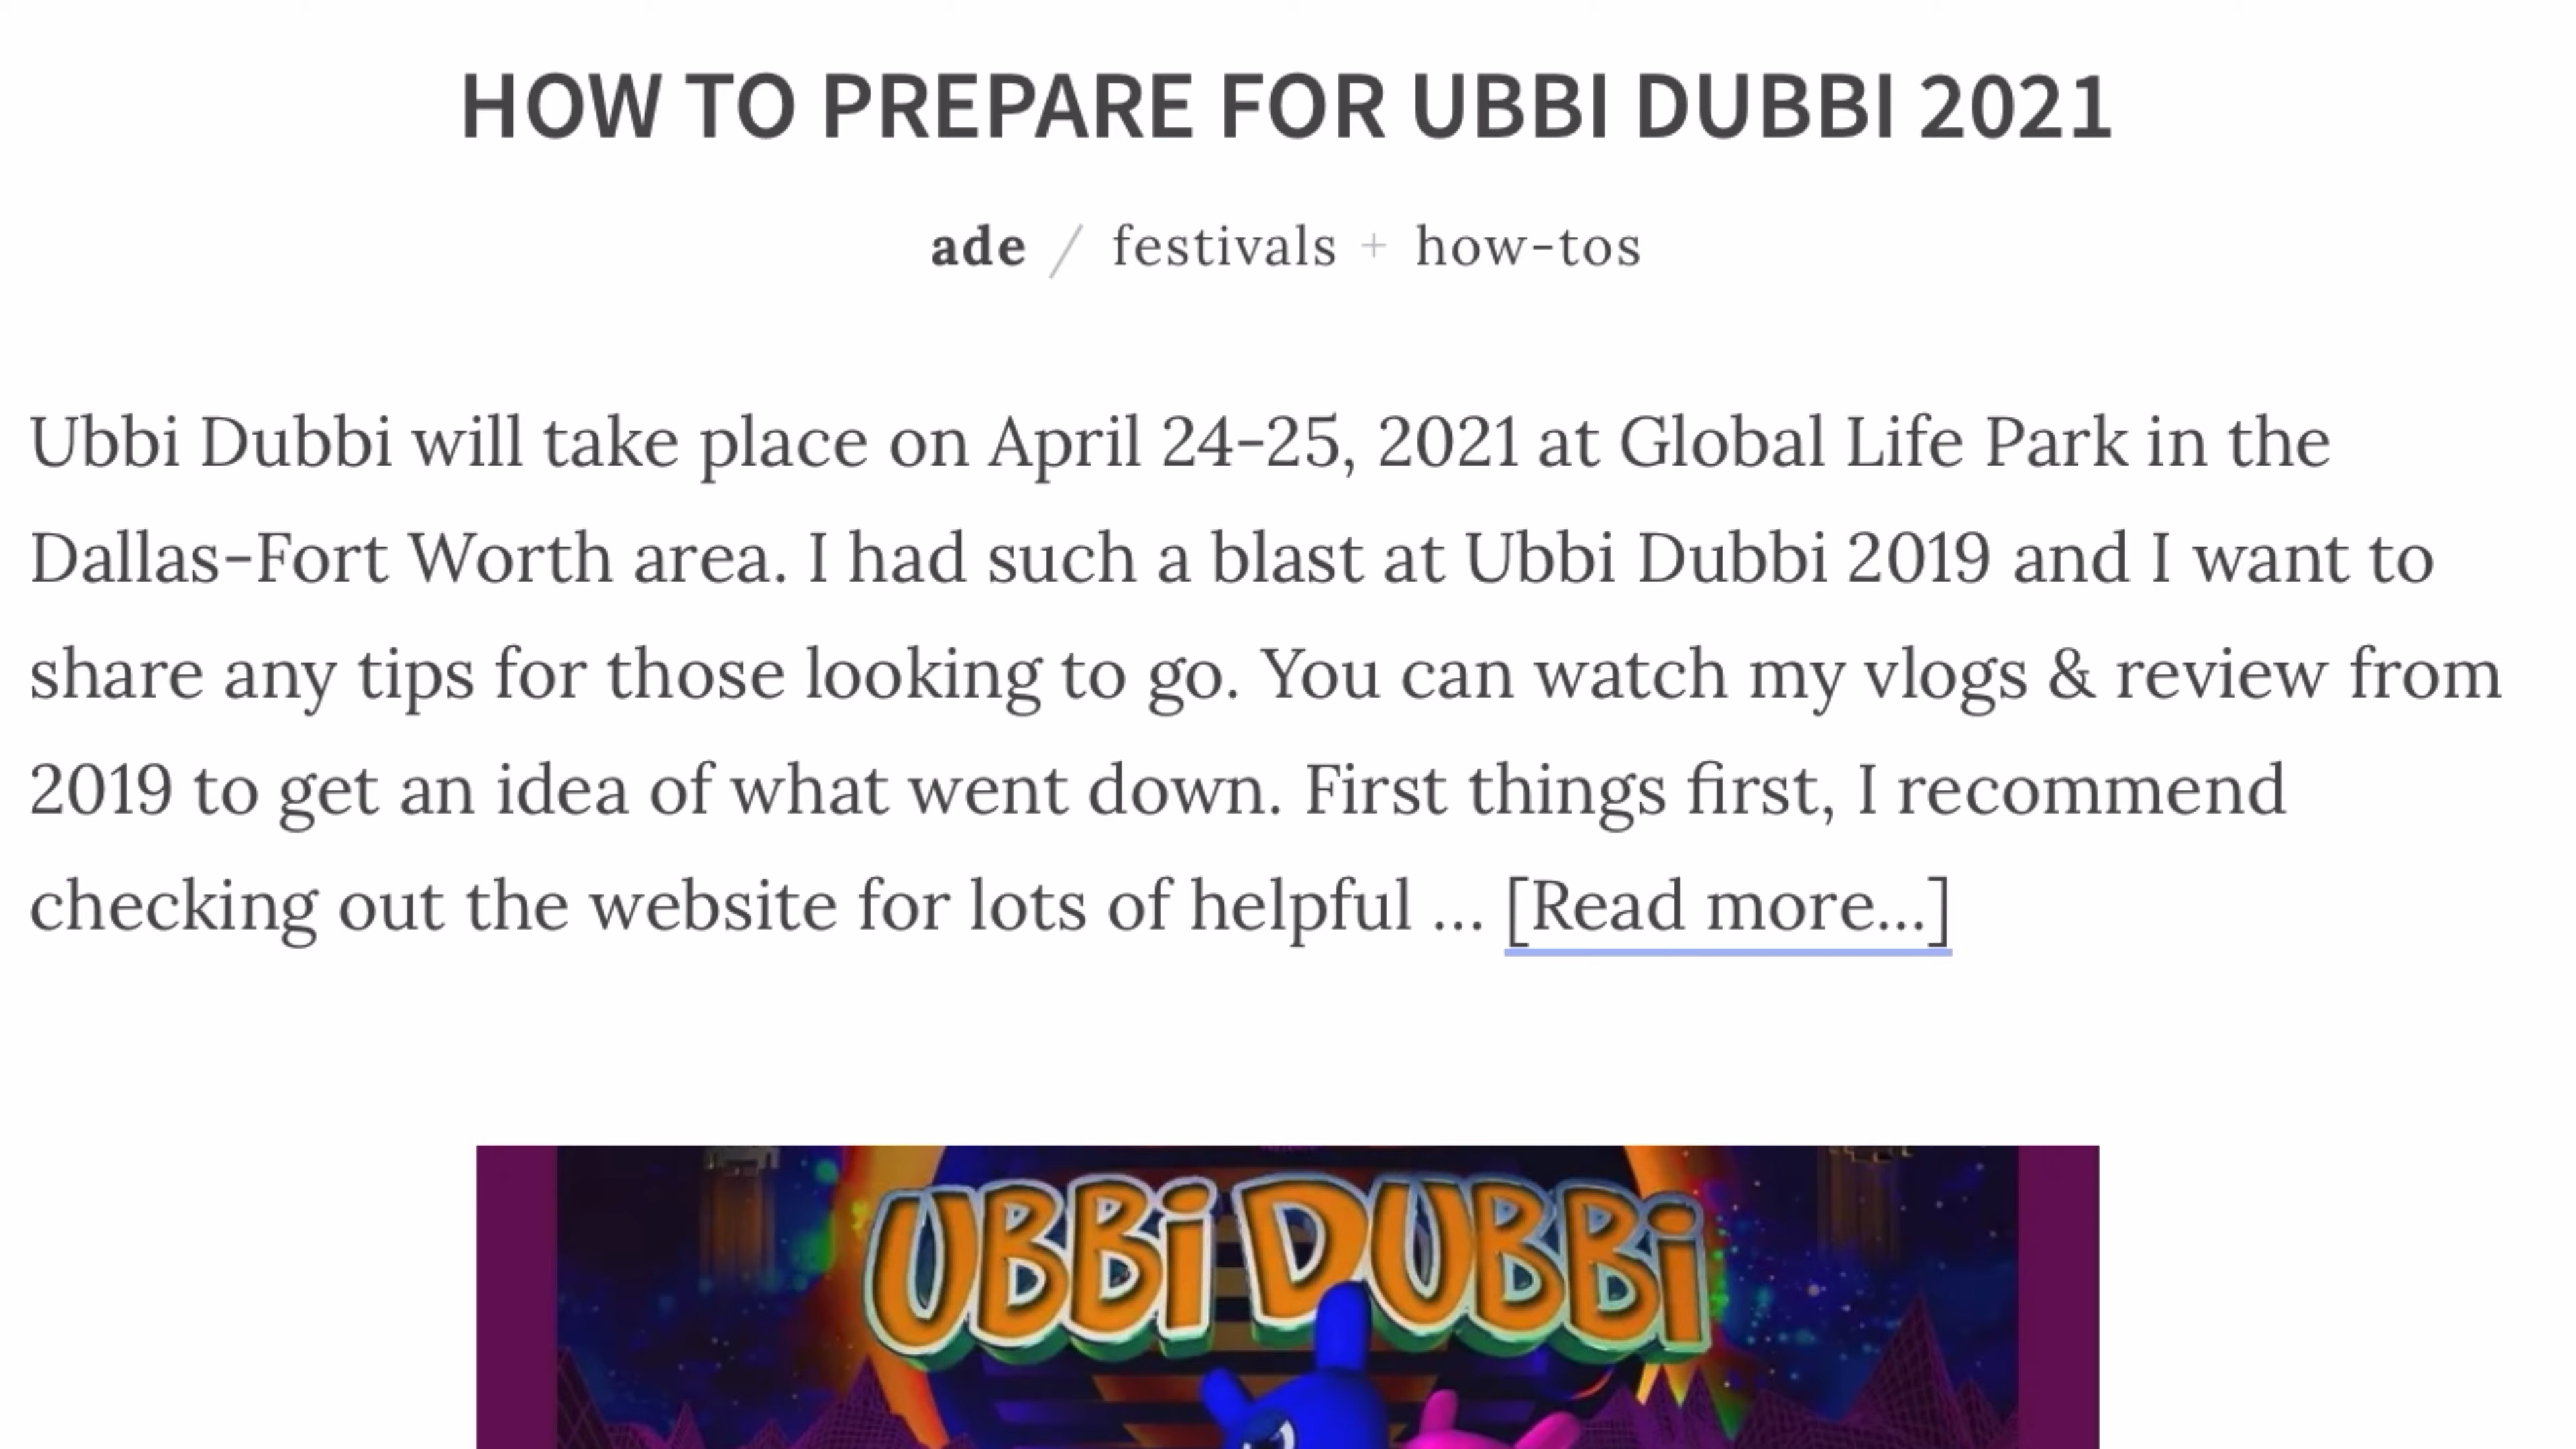 HOW TO PREPARE FOR UBBI DUBBI 2021
ade / festivals + how-tos
Ubbi Dubbi will take place on April 24-25, 2021 at Global Life Park in the
Dallas-Fort Worth area. I had such a blast at Ubbi Dubbi 2019 and I want to
share any tips for those looking to go. You can watch my vlogs & review from
2019 to get an idea of what went down. First things first, I recommend
checking out the website for lots of helpful ... [Read more...]
UBBi DUBBi